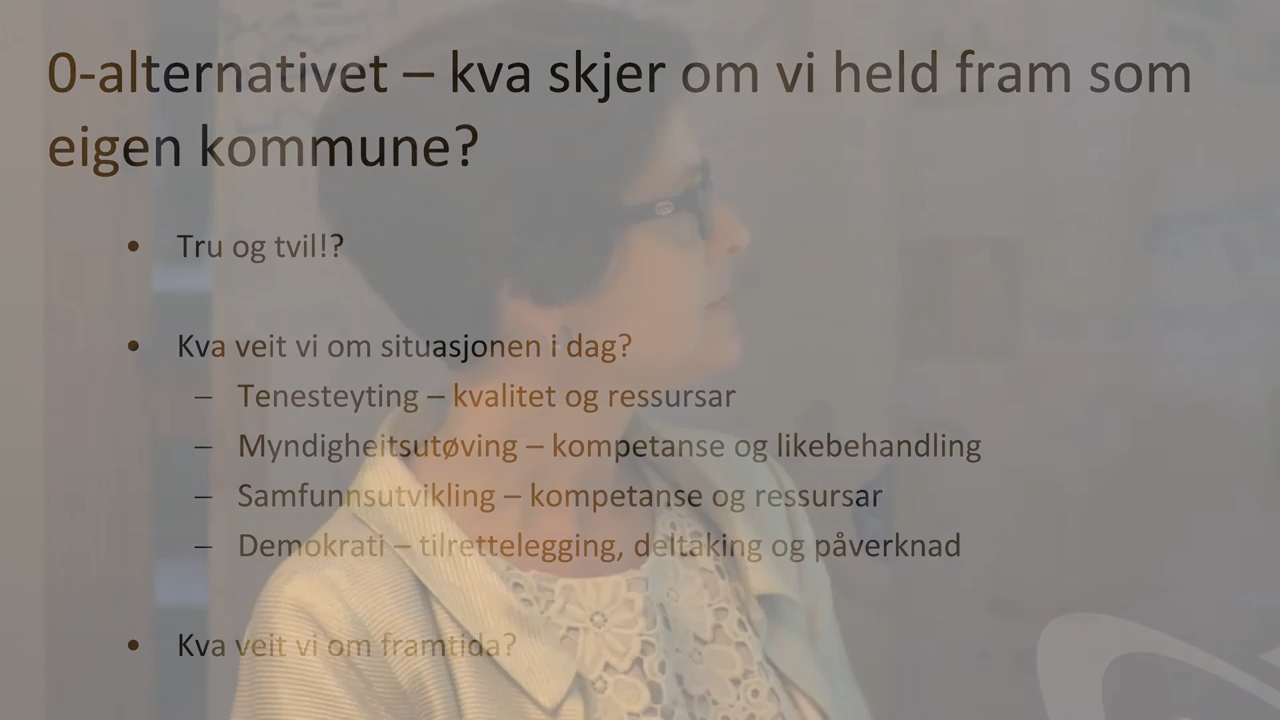 0-alternativet – kva skjer om vi held fram som
eigen kommune?
• Tru og tvil!?
• Kva veit vi om situasjonen i dag?
– Tenesteyting – kvalitet og ressursar
– Myndigheitsutøving – kompetanse og likebehandling
– Samfunnsutvikling – kompetanse og ressursar
– Demokrati – tilrettelegging, deltaking og påverknad
• Kva veit vi om framtida?